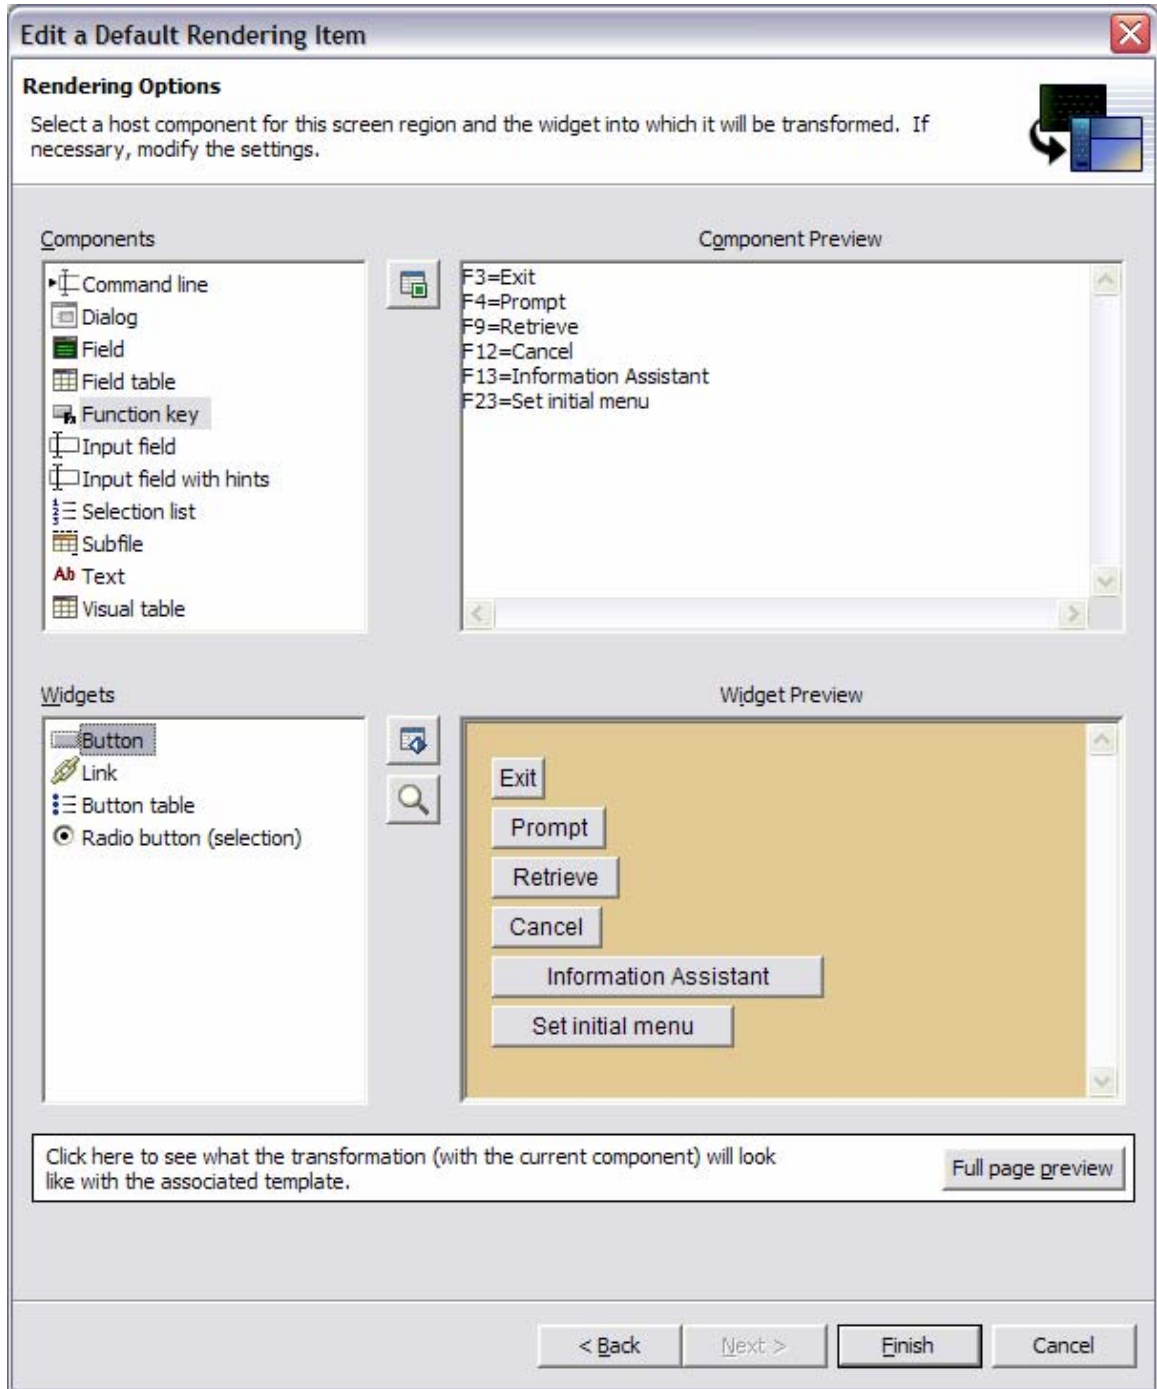 Edit a Default Rendering Item
Rendering Options
Select a host component for this screen region and the widget into which it will be transformed.  If
necessary, modify the settings.
Components
Command line
Dialog
Field
Field table
Function key
Input field
Input field with hints
Selection list
Subfile
Ab Text
Visual table
Component Preview
F3=Exit
F4=Prompt
F9=Retrieve
F12=Cancel
F13=Information Assistant
F23=Set initial menu
Widgets
Button
Link
Button table
Radio button (selection)
Widget Preview
Exit
Prompt
Retrieve
Cancel
Information Assistant
Set initial menu
Click here to see what the transformation (with the current component) will look
like with the associated template.
Full page preview
< Back
Next >
Finish
Cancel